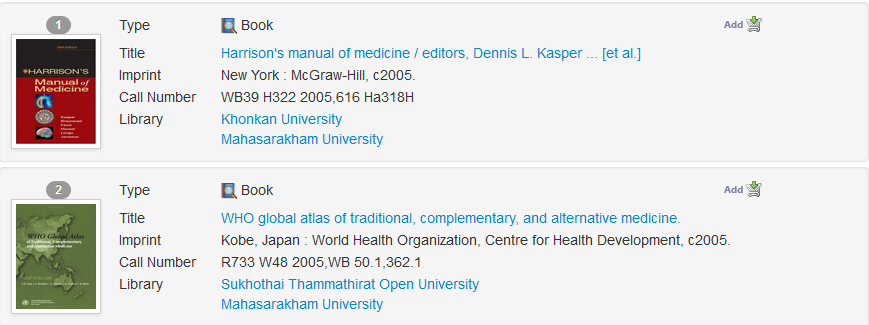 1
Type Book Add
Title Harrison's manual of medicine / editors, Dennis L. Kasper ... [et al.]
Imprint New York : McGraw-Hill, c2005.
Call Number WB39 H322 2005,616 Ha318H
Library Khonkan University
Mahasarakham University
HARRISON'S
Manual of
Medicine
2
Type Book Add
Title WHO global atlas of traditional, complementary, and alternative medicine.
Imprint Kobe, Japan : World Health Organization, Centre for Health Development, c2005.
Call Number R733 W48 2005,WB 50.1,362.1
Library Sukhothai Thammathirat Open University
Mahasarakham University
WHO Global Atlas
of Traditional, Complementary
and Alternative Medicine